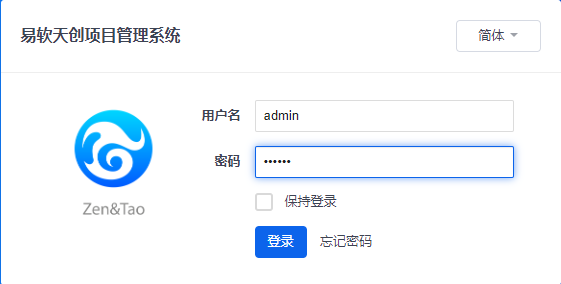 易软天创项目管理系统
简体
用户名
admin
密码
••••••
保持登录
登录 忘记密码
Zen&Tao